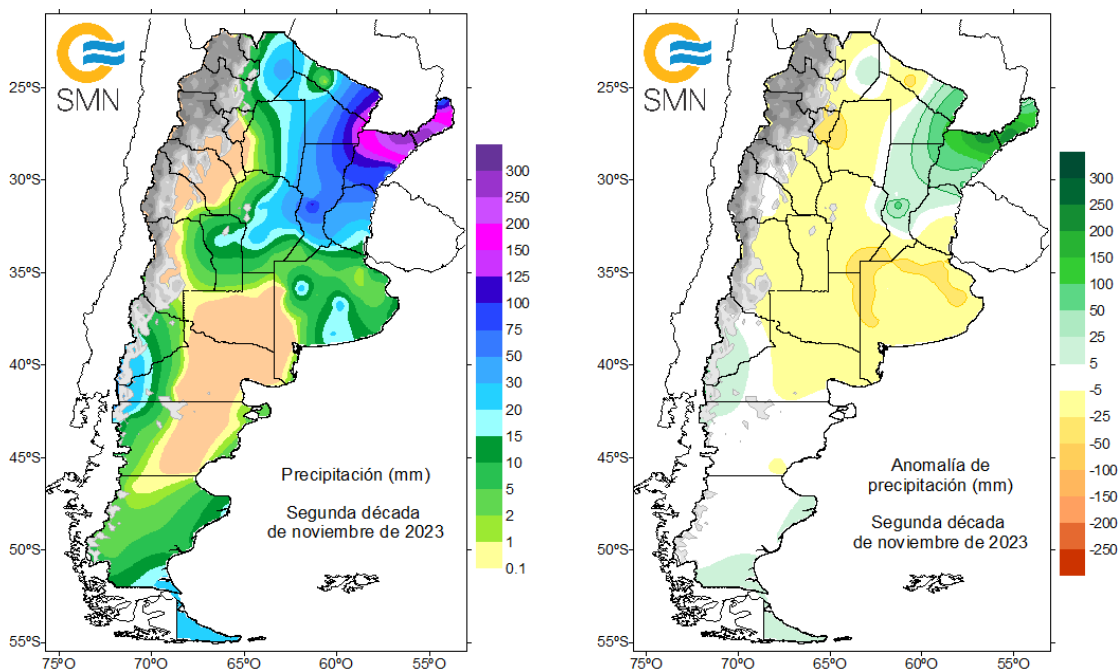 SMN
25ºS
30ºS
35ºS
40ºS
45ºS
50ºS
55ºS
75ºO
70ºO
65ºO
60ºO
55ºO
300
250
200
150
125
100
75
50
30
20
15
10
5
2
1
0.1
Precipitación (mm)
Segunda década
de noviembre de 2023
SMN
25ºS
30ºS
35ºS
40ºS
45ºS
50ºS
55ºS
75ºO
70ºO
65ºO
60ºO
55ºO
300
250
200
150
100
50
25
5
-5
-25
-50
-100
-200
-250
Anomalía de
precipitación (mm)
Segunda década
de noviembre de 2023